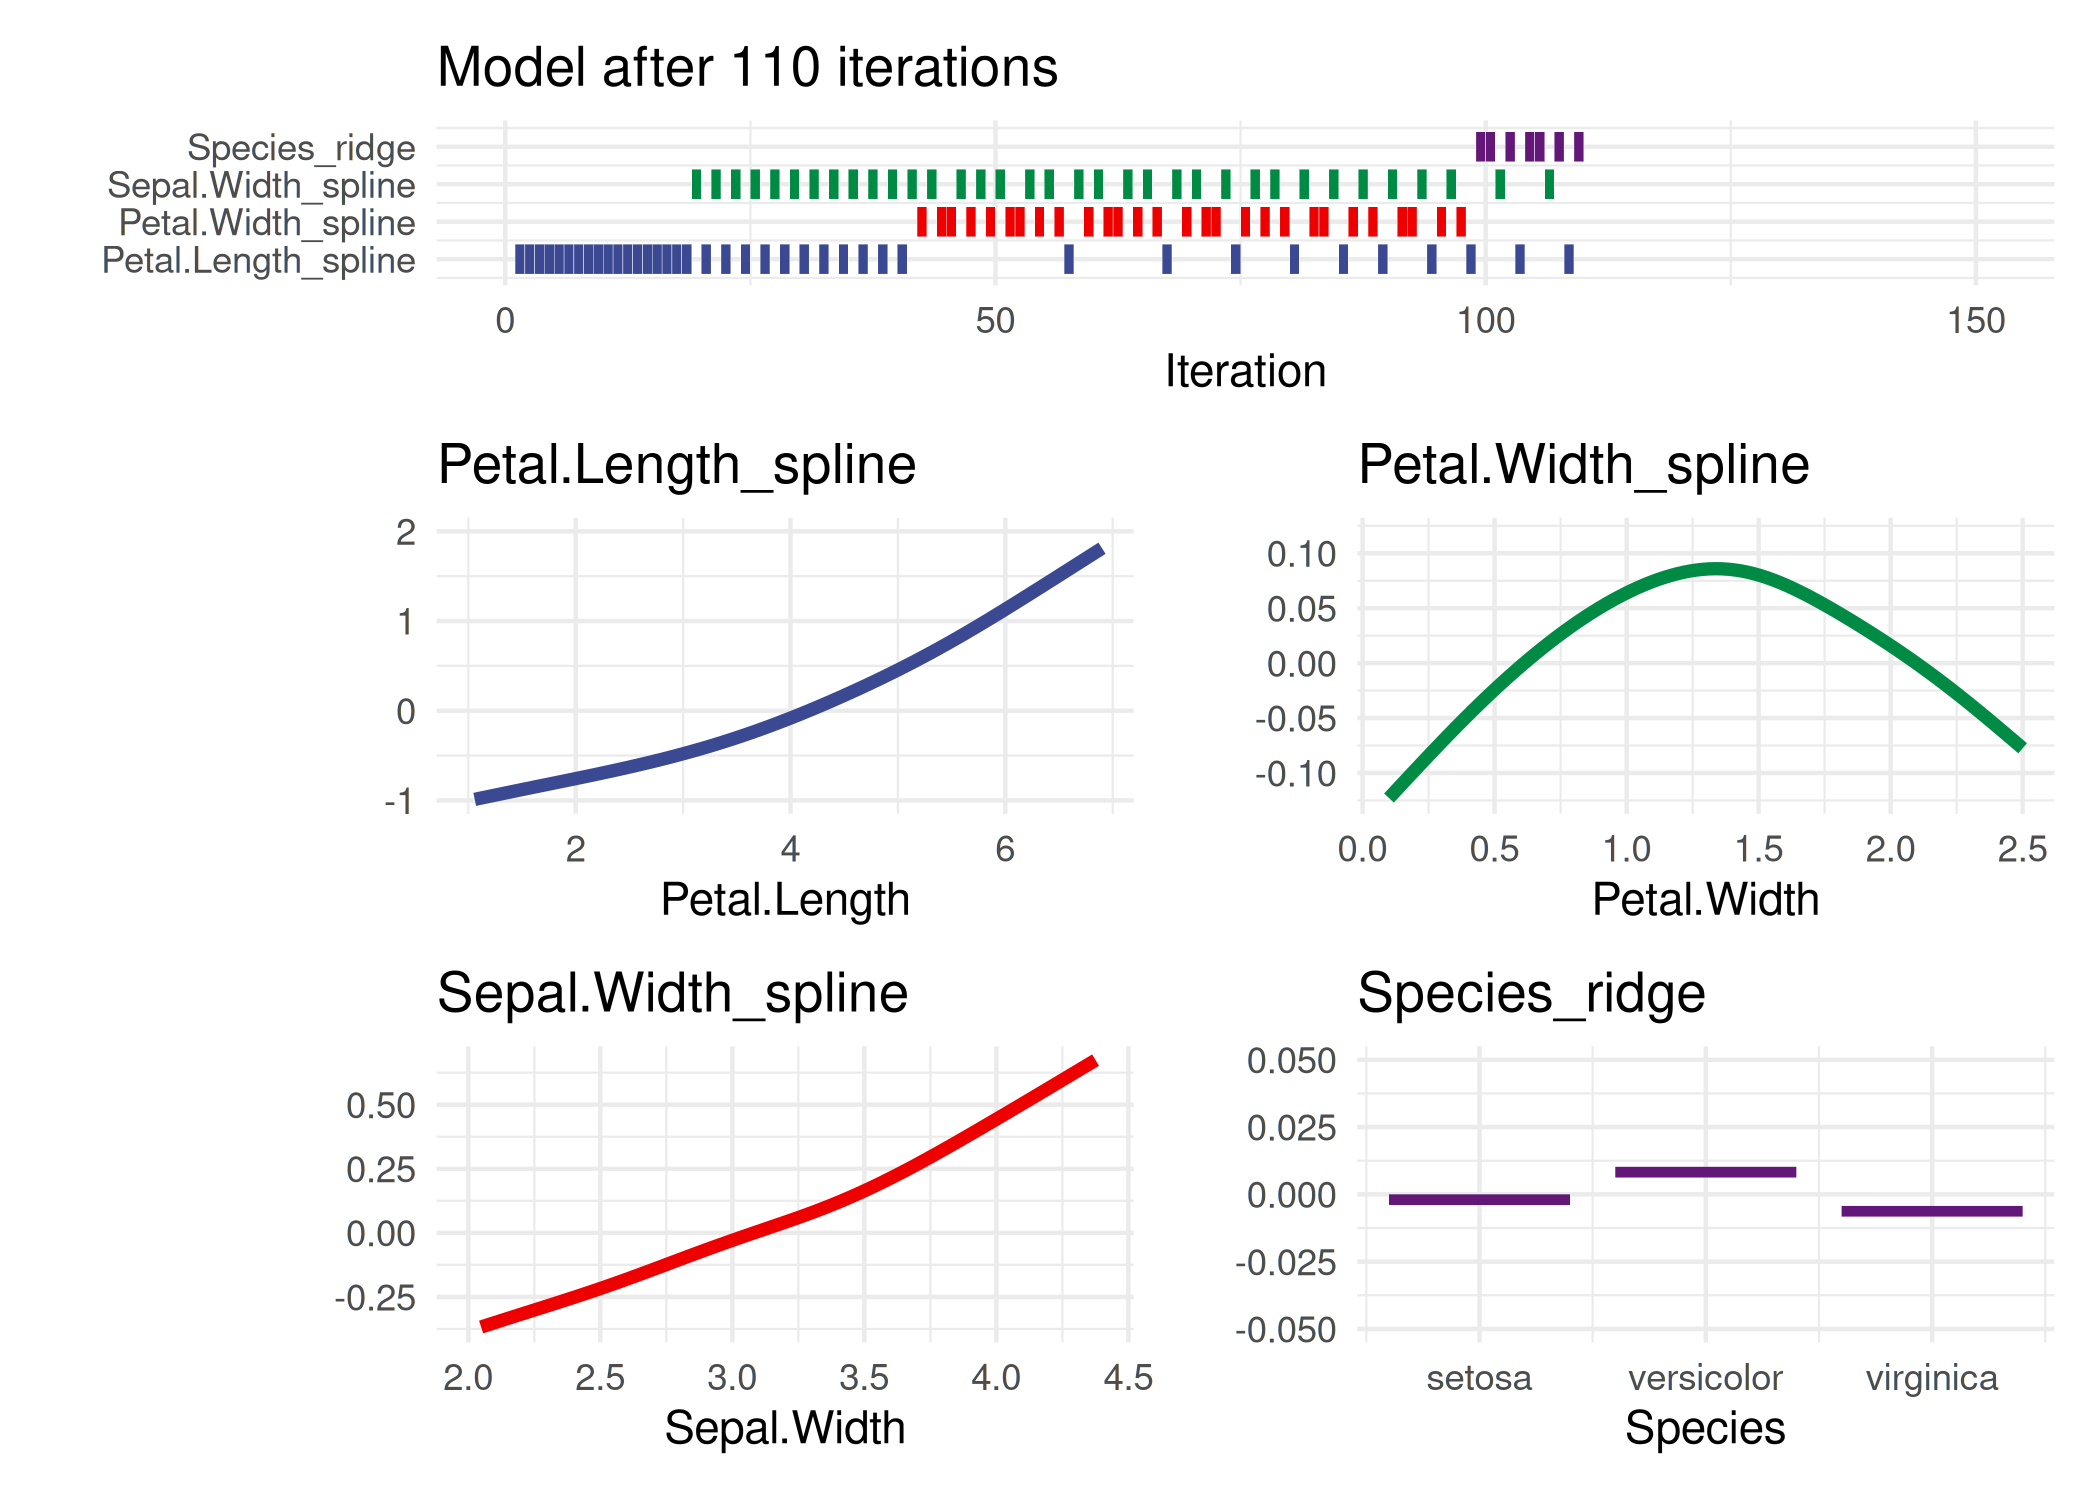 Model after 110 iterations
Species_ridge
Sepal.Width_spline
Petal.Width_spline
Petal.Length_spline
0 50 100 150
Iteration
Petal.Length_spline
2
1
0
-1
2 4 6
Petal.Length
Petal.Width_spline
0.10
0.05
0.00
-0.05
-0.10
0.0 0.5 1.0 1.5 2.0 2.5
Petal.Width
Sepal.Width_spline
0.50
0.25
0.00
-0.25
2.0 2.5 3.0 3.5 4.0 4.5
Sepal.Width
Species_ridge
0.050
0.025
0.000
-0.025
-0.050
setosa versicolor virginica
Species